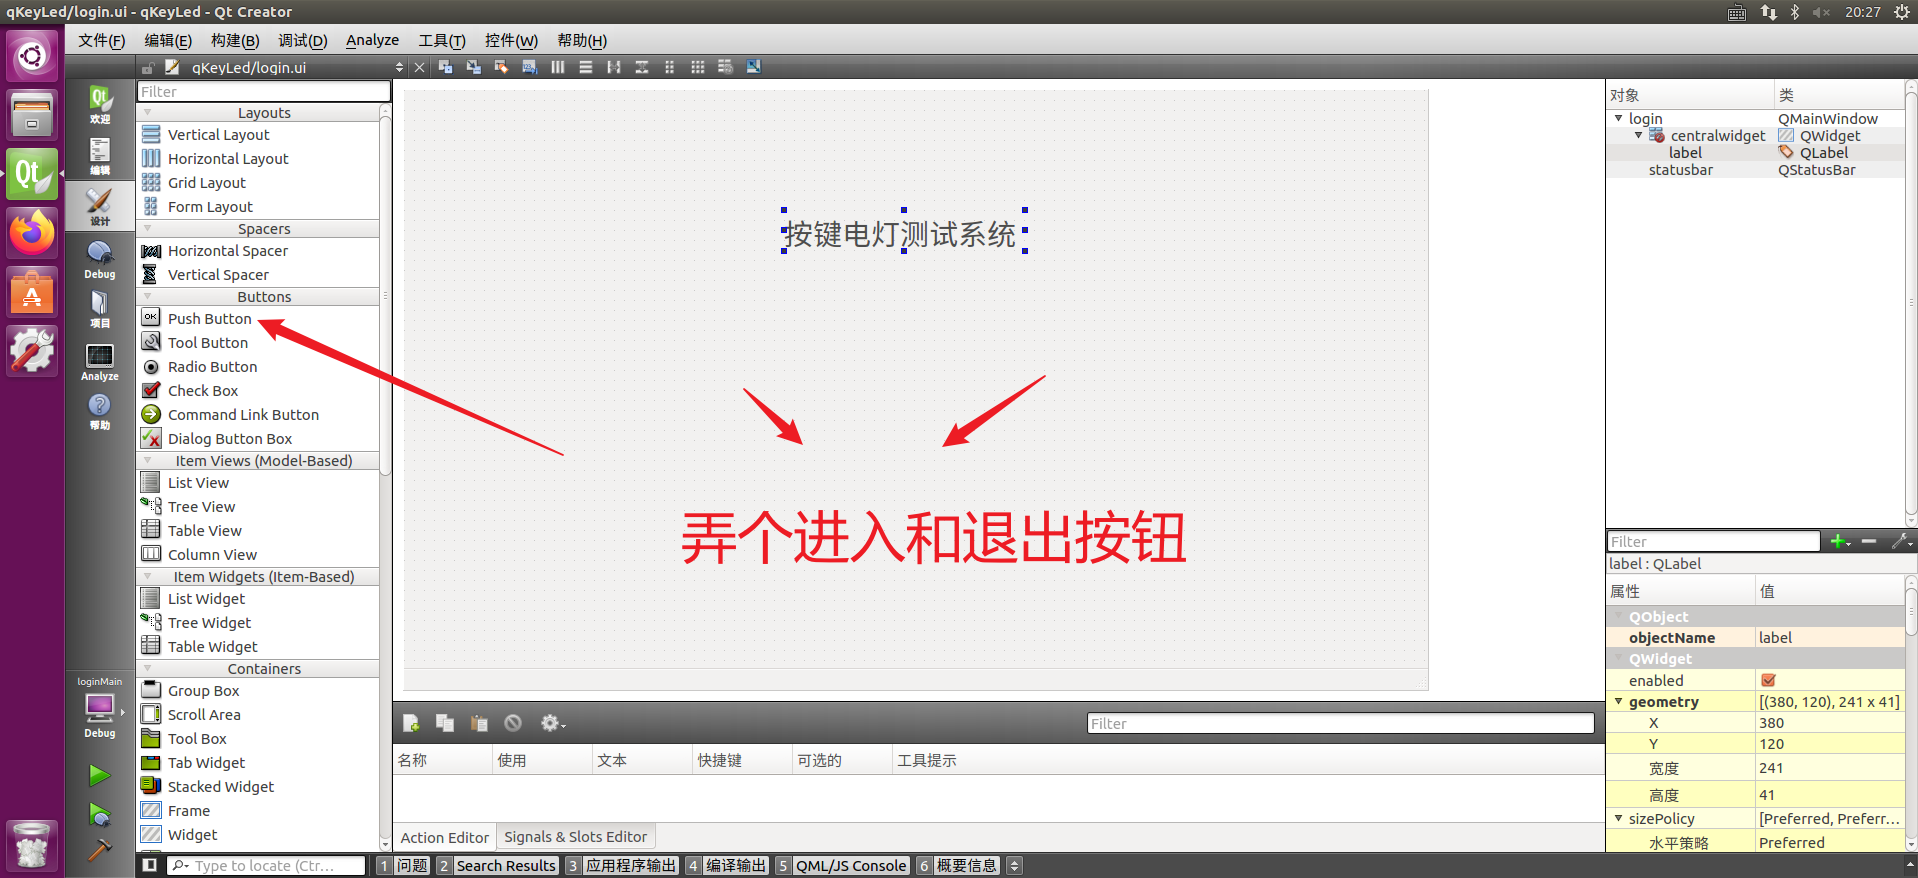 qKeyLed/login.ui - qKeyLed - Qt Creator
20:27
文件(F) 编辑(E) 构建(B) 调试(D) Analyze 工具(T) 控件(W) 帮助(H)
qKeyLed/login.ui
欢迎
编辑
设计
Debug
项目
Analyze
帮助
loginMain
Debug
Filter
Layouts
Vertical Layout
Horizontal Layout
Grid Layout
Form Layout
Spacers
Horizontal Spacer
Vertical Spacer
Buttons
Push Button
Tool Button
Radio Button
Check Box
Command Link Button
Dialog Button Box
Item Views (Model-Based)
List View
Tree View
Table View
Column View
Item Widgets (Item-Based)
List Widget
Tree Widget
Table Widget
Containers
Group Box
Scroll Area
Tool Box
Tab Widget
Stacked Widget
Frame
Widget
按键电灯测试系统
弄个进入和退出按钮
Filter
名称 使用 文本 快捷键 可选的 工具提示
Action Editor Signals & Slots Editor
对象 类
login QMainWindow
centralwidget QWidget
label QLabel
statusbar QStatusBar
Filter
label : QLabel
属性 值
QObject
objectName label
QWidget
enabled
geometry [(380, 120), 241 x 41]
X 380
Y 120
宽度 241
高度 41
sizePolicy [Preferred, Preferr...
水平策略 Preferred
Type to locate (Ctr... 1 问题 2 Search Results 3 应用程序输出 4 编译输出 5 QML/JS Console 6 概要信息